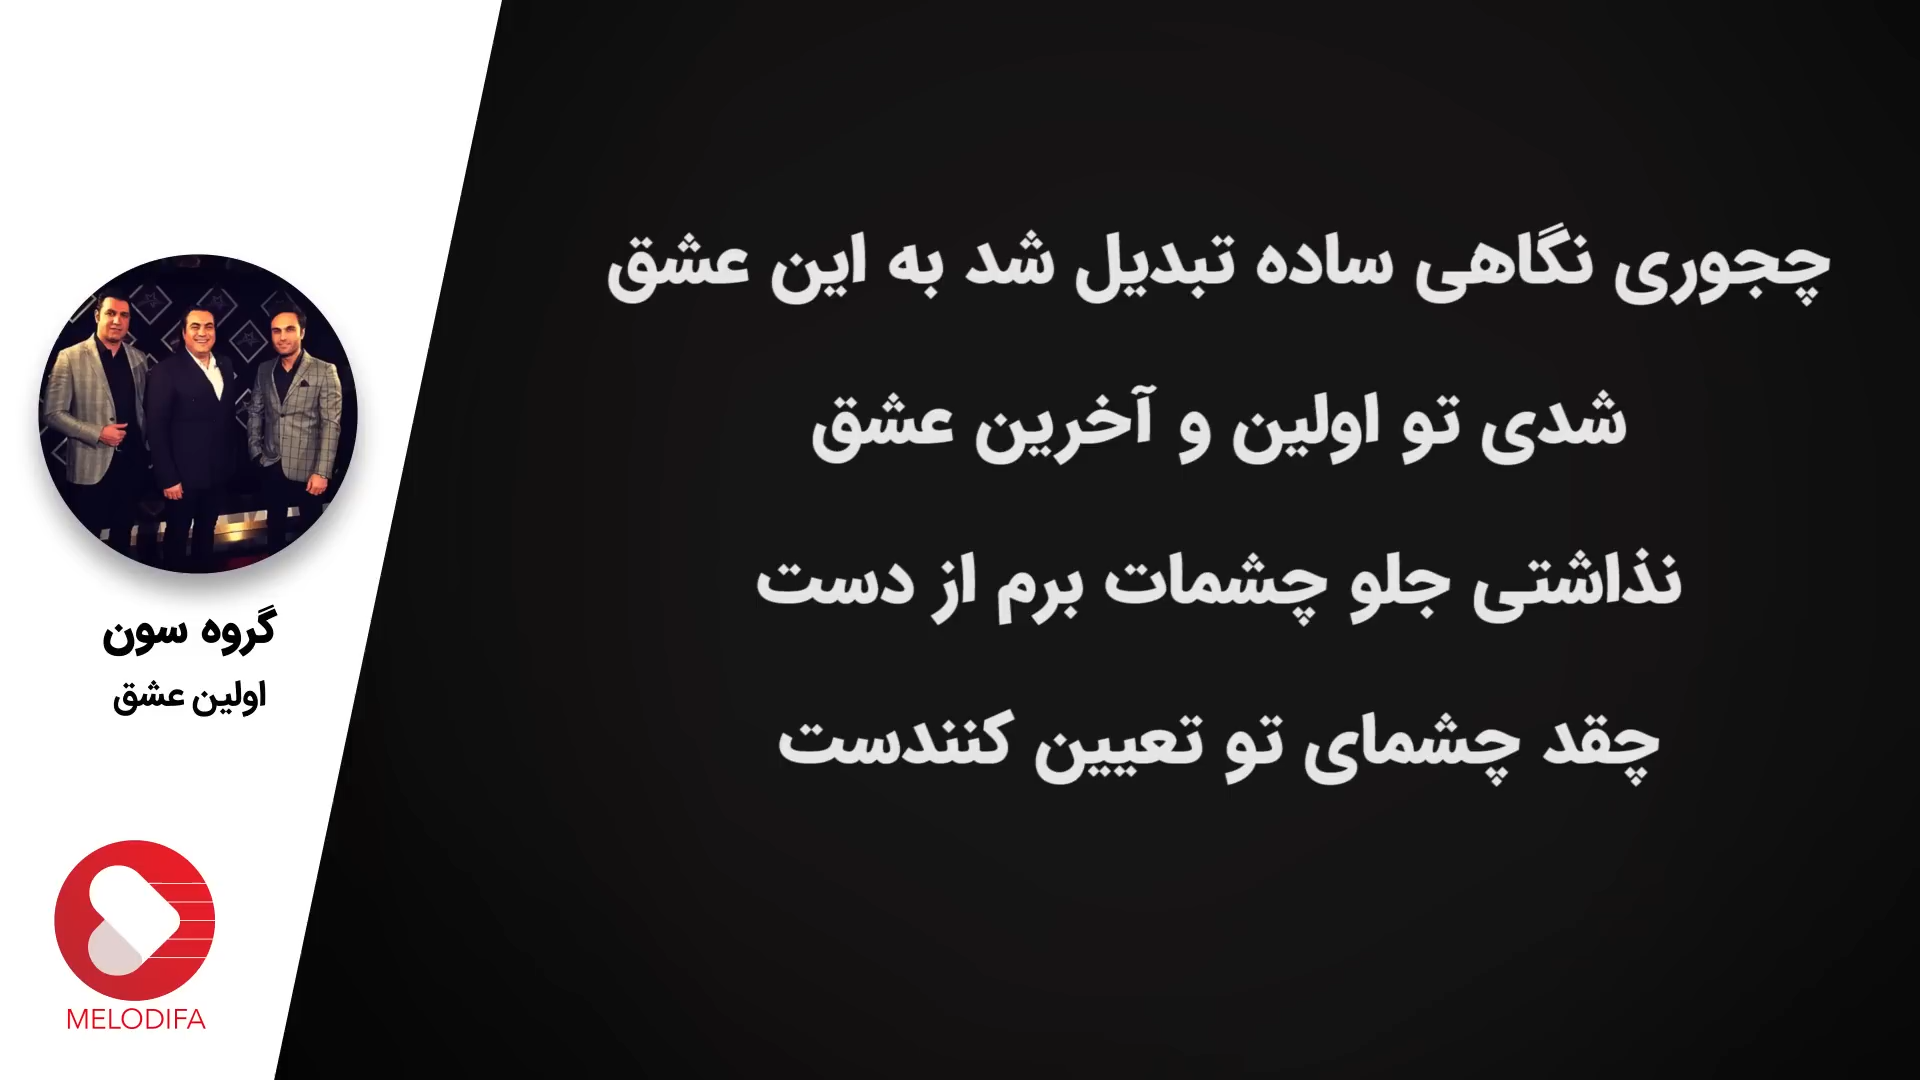 چجوری نگاهی ساده تبدیل شد به این عشق
شدی تو اولین و آخرین عشق
نذاشتی جلو چشمات برم از دست
چقد چشمای تو تعیین کنندست
گروه سون
اولین عشق
MELODIFA